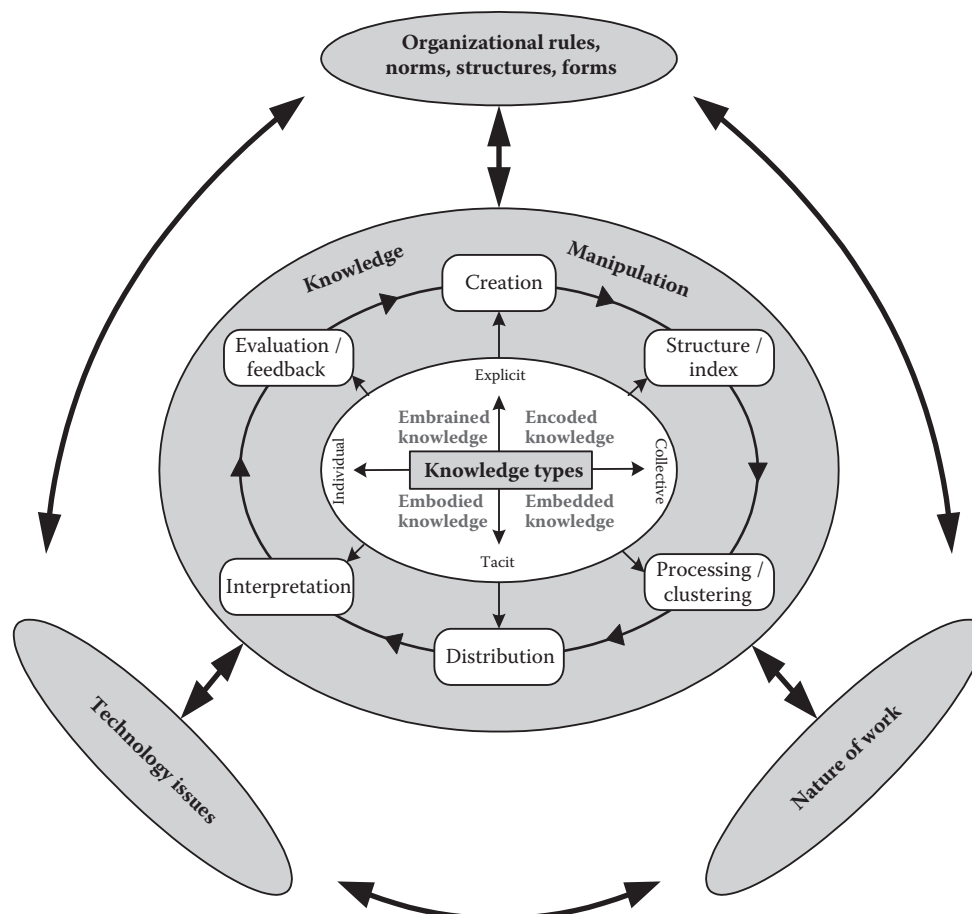 Organizational rules,
norms, structures, forms
Knowledge
Manipulation
Creation
Evaluation /
feedback
Structure /
index
Explicit
Embrained
knowledge
Encoded
knowledge
Individual
Knowledge types
Collective
Embodied
knowledge
Embedded
knowledge
Tacit
Interpretation
Processing /
clustering
Distribution
Technology issues
Nature of work